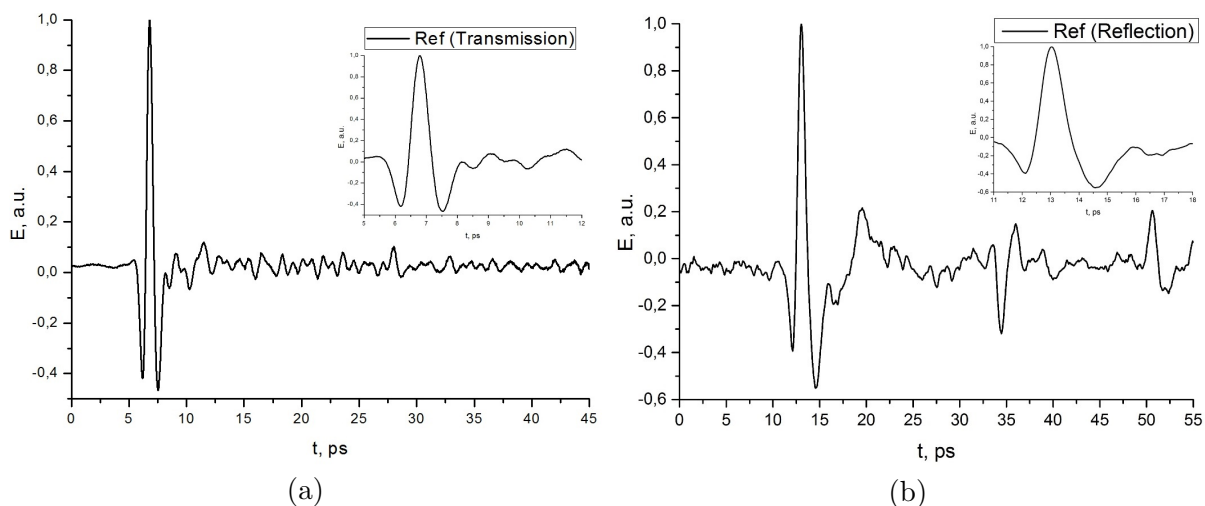 Ref (Transmission)
1,0
0,8
0,6
0,4
0,2
0,0
-0,2
-0,4
E, a.u.
0 5 10 15 20 25 30 35 40 45
t, ps
1,0
0,8
0,6
0,4
0,2
0,0
-0,2
-0,4
E, a.u.
5 6 7 8 9 10 11 12
t, ps
(a)
Ref (Reflection)
1,0
0,8
0,6
0,4
0,2
0,0
-0,2
-0,4
-0,6
E, a.u.
0 5 10 15 20 25 30 35 40 45 50 55
t, ps
1,0
0,8
0,6
0,4
0,2
0,0
-0,2
-0,4
-0,6
E, a.u.
11 12 13 14 15 16 17 18
t, ps
(b)